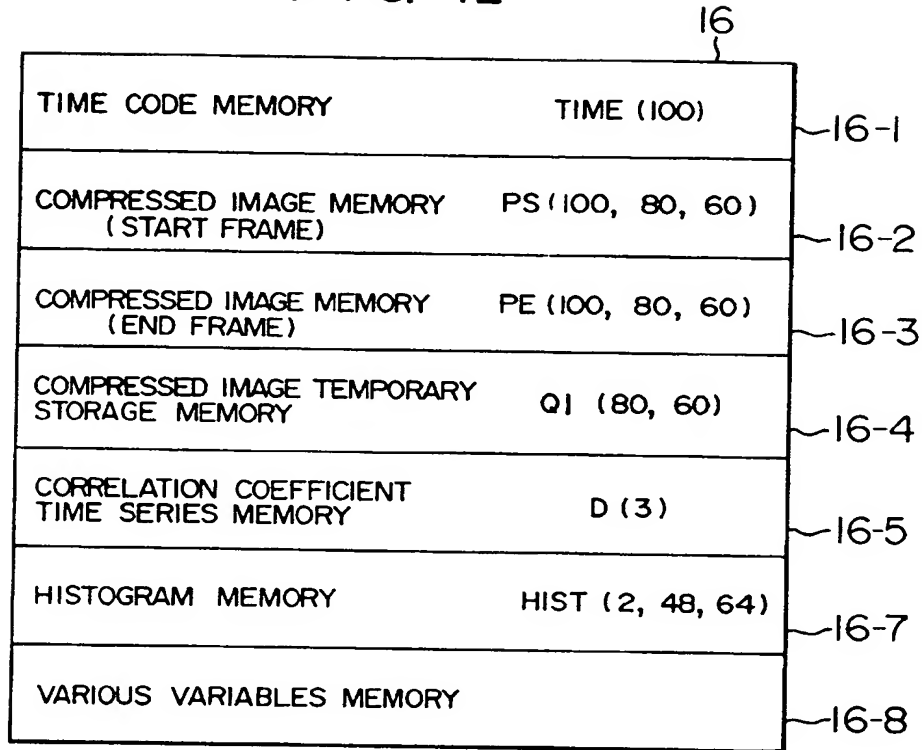 16
TIME CODE MEMORY TIME (100)
16-1
COMPRESSED IMAGE MEMORY PS (100, 80, 60)
(START FRAME)
16-2
COMPRESSED IMAGE MEMORY PE (100, 80, 60)
(END FRAME)
16-3
COMPRESSED IMAGE TEMPORARY
STORAGE MEMORY QI (80, 60)
16-4
CORRELATION COEFFICIENT
TIME SERIES MEMORY D (3)
16-5
HISTOGRAM MEMORY HIST (2, 48, 64)
16-7
VARIOUS VARIABLES MEMORY
16-8